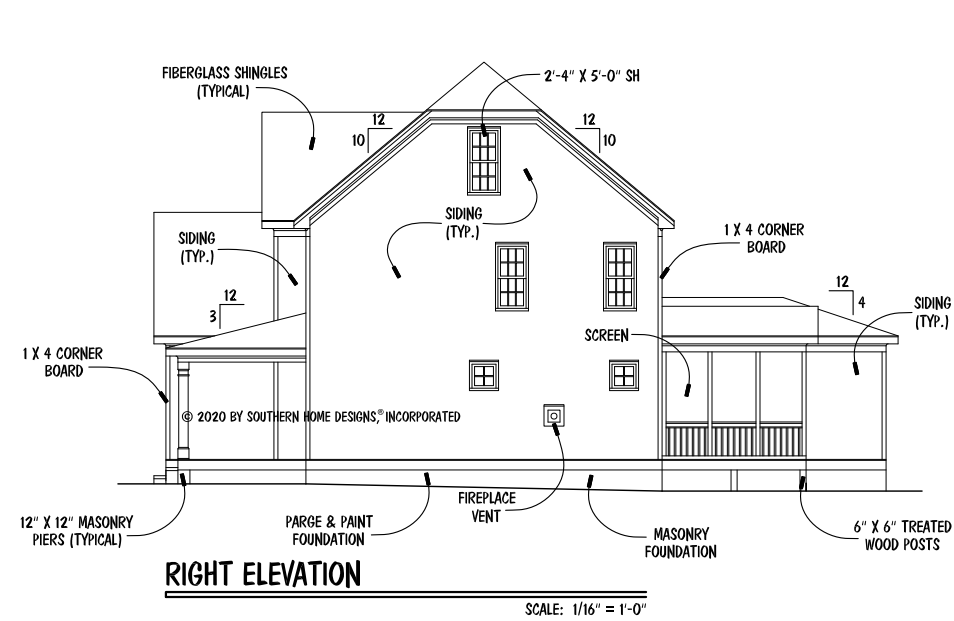 FIBERGLASS SHINGLES
(TYPICAL)
2'-4" X 5'-0" SH
12
10
12
10
SIDING
(TYP.)
SIDING
(TYP.)
1 X 4 CORNER
BOARD
12
3
12
4
SIDING
(TYP.)
SCREEN
1 X 4 CORNER
BOARD
© 2020 BY SOUTHERN HOME DESIGNS,® INCORPORATED
12" X 12" MASONRY
PIERS (TYPICAL)
PARGE & PAINT
FOUNDATION
FIREPLACE
VENT
MASONRY
FOUNDATION
6" X 6" TREATED
WOOD POSTS
RIGHT ELEVATION
SCALE: 1/16" = 1'-0"